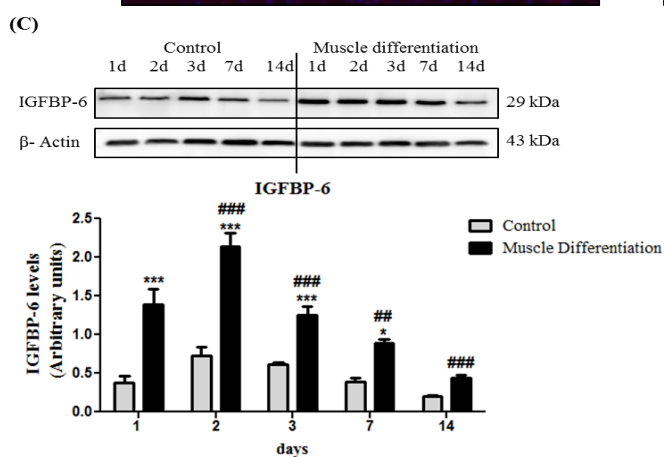 (C)
Control Muscle differentiation
1d 2d 3d 7d 14d 1d 2d 3d 7d 14d
IGFBP-6 29 kDa
β- Actin 43 kDa
IGFBP-6
IGFBP-6 levels
(Arbitrary units)
2.5
2.0
1.5
1.0
0.5
0.0
***
###
***
###
***
##
*
###
Control
Muscle Differentiation
1 2 3 7 14
days